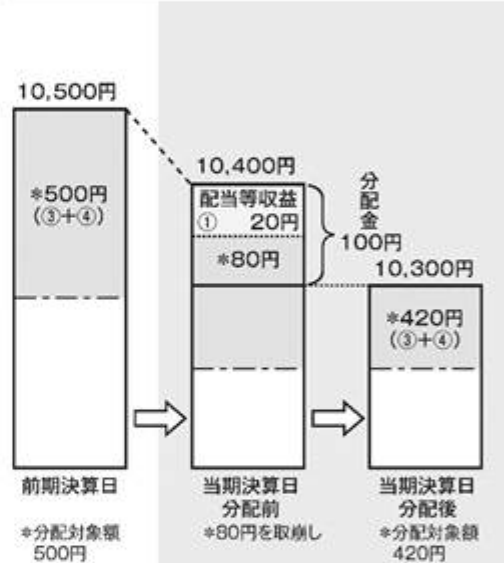 10,500円
*500円
(③+④)
前期決算日
*分配対象額
500円
10,400円
配当等収益
① 20円
*80円
分配金
100円
当期決算日
分配前
*80円を取崩し
10,300円
*420円
(③+④)
当期決算日
分配後
*分配対象額
420円